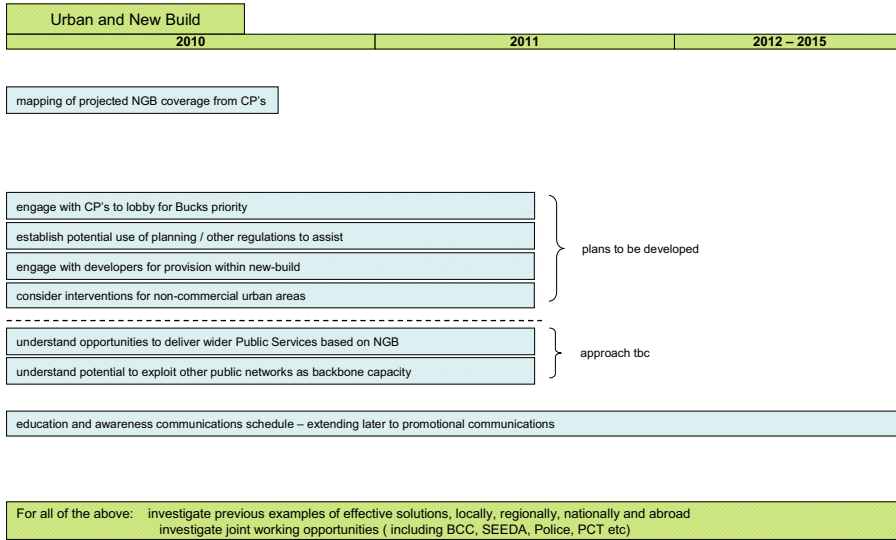 Urban and New Build
2010 2011 2012 – 2015
mapping of projected NGB coverage from CP's
engage with CP's to lobby for Bucks priority
establish potential use of planning / other regulations to assist
engage with developers for provision within new-build
consider interventions for non-commercial urban areas
plans to be developed
understand opportunities to deliver wider Public Services based on NGB
understand potential to exploit other public networks as backbone capacity
approach tbc
education and awareness communications schedule – extending later to promotional communications
For all of the above: investigate previous examples of effective solutions, locally, regionally, nationally and abroad
investigate joint working opportunities ( including BCC, SEEDA, Police, PCT etc)